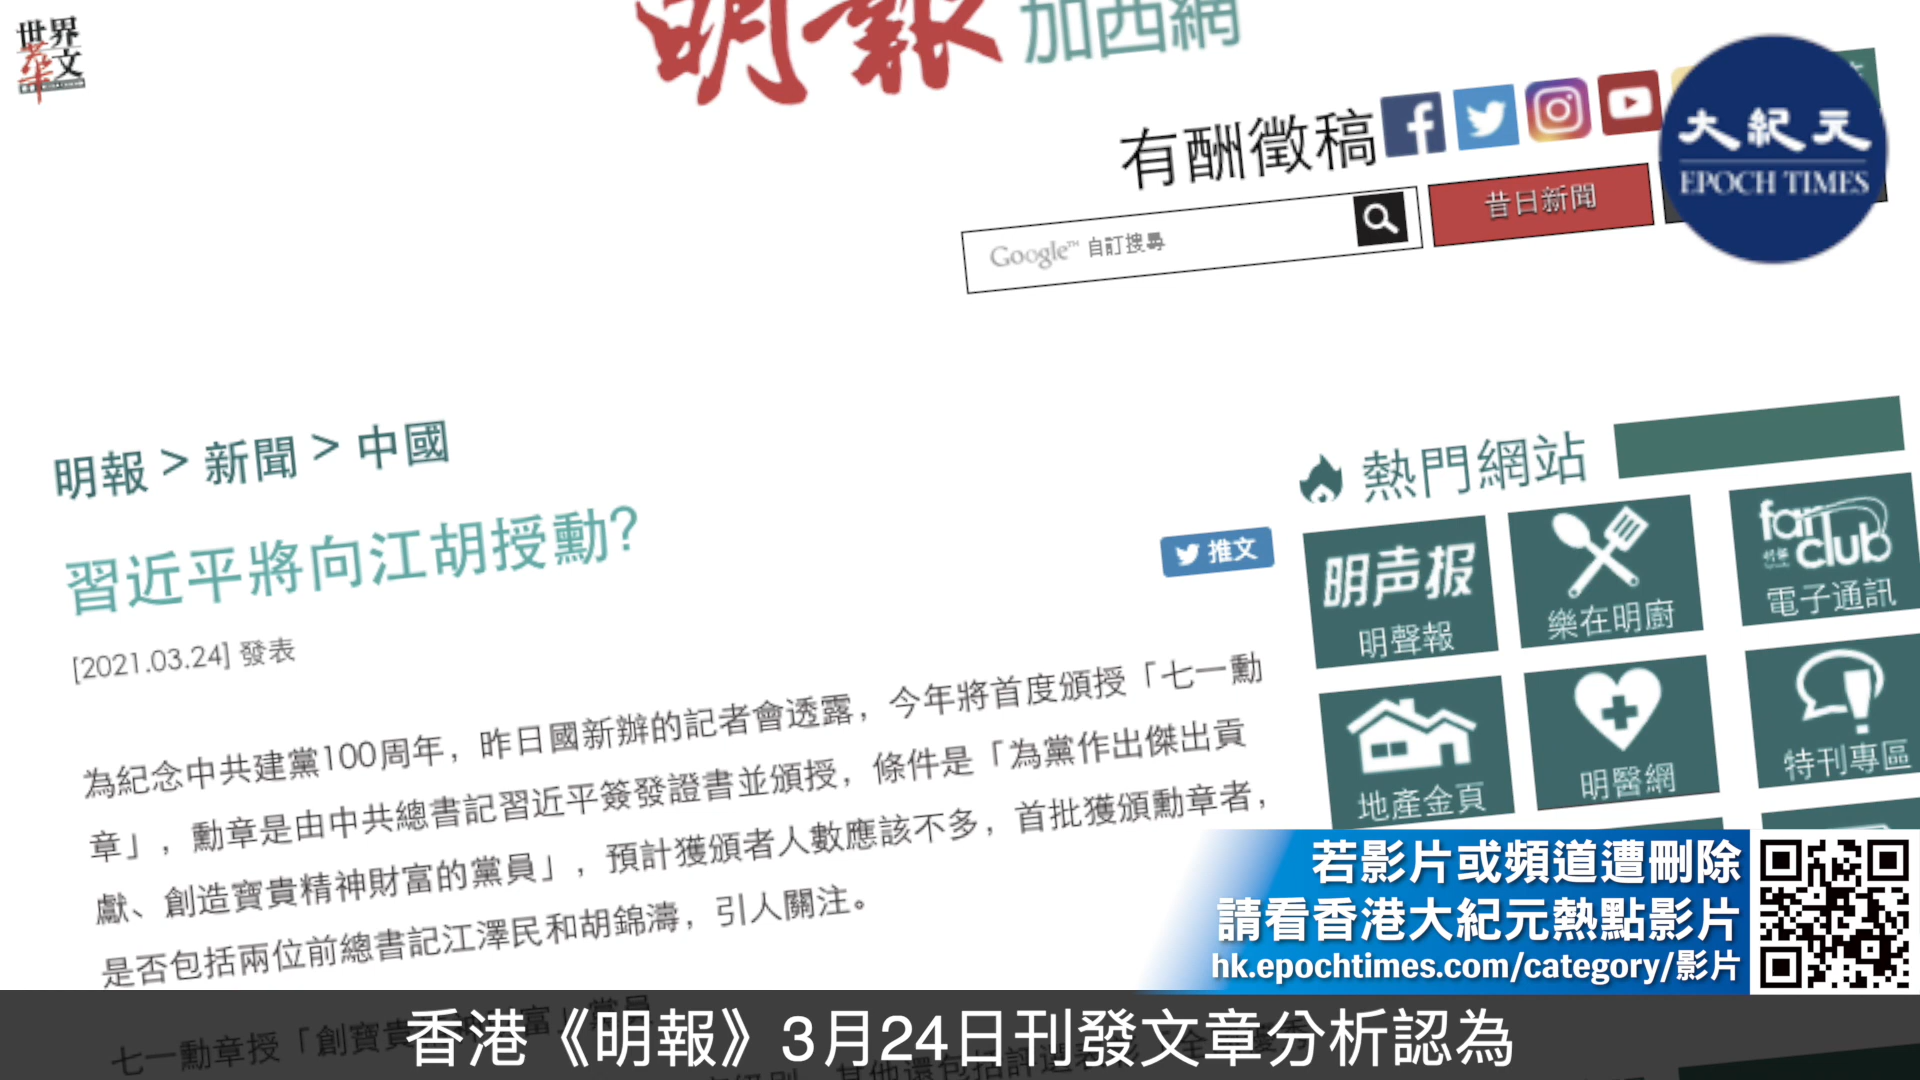 世界
華文
明報 加西網
有酬徵稿
大紀元
EPOCH TIMES
Google™ 自訂搜尋
昔日新聞
明報 > 新聞 > 中國
習近平將向江胡授勳?
[2021.03.24] 發表
推文
為紀念中共建黨100周年，昨日國新辦的記者會透露，今年將首度頒授「七一勳
章」，勳章是由中共總書記習近平簽發證書並頒授，條件是「為黨作出傑出貢
獻、創造寶貴精神財富的黨員」，預計獲頒者人數應該不多，首批獲頒勳章者，
是否包括兩位前總書記江澤民和胡錦濤，引人關注。
七一勳章授「創寶貴
熱門網站
明声报
明聲報
樂在明廚
fan club
電子通訊
地產金頁
明醫網
特刊專區
若影片或頻道遭刪除
請看香港大紀元熱點影片
hk.epochtimes.com/category/影片
香港《明報》3月24日刊發文章分析認為